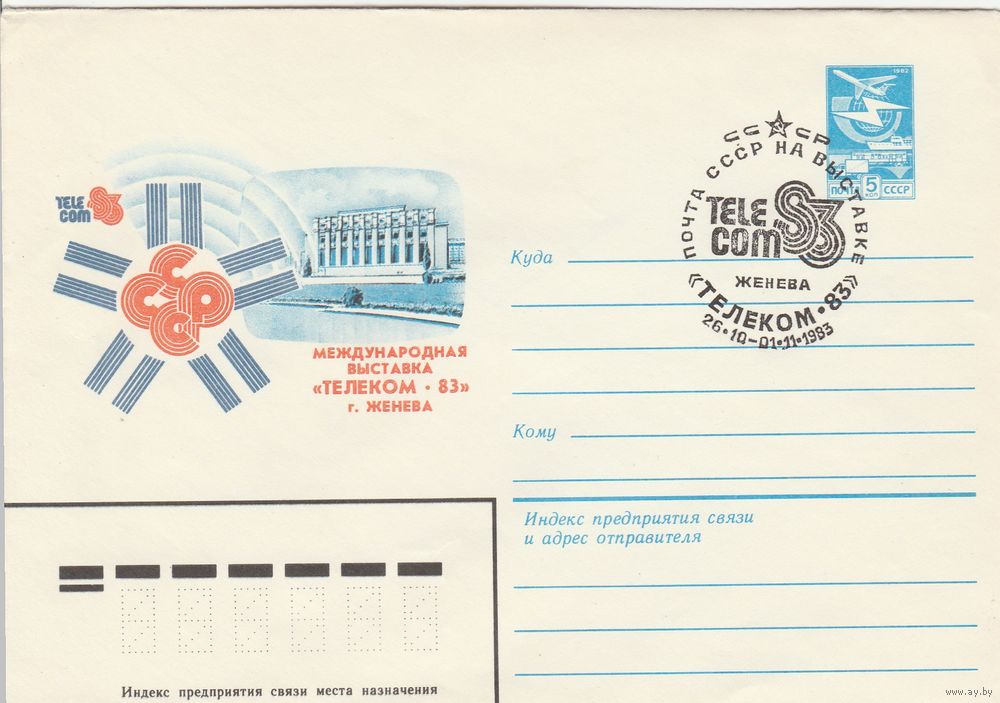 TELE
COM 83
СССР
МЕЖДУНАРОДНАЯ
ВЫСТАВКА
«ТЕЛЕКОМ · 83»
г. ЖЕНЕВА
1982
ПОЧТА 5 КОП СССР
СССР
ПОЧТА СССР НА ВЫСТАВКЕ
TELE
COM 83
ЖЕНЕВА
«ТЕЛЕКОМ · 83»
26·10–01·11·1983
Куда
Кому
Индекс предприятия связи
и адрес отправителя
Индекс предприятия связи места назначения
www.ay.by